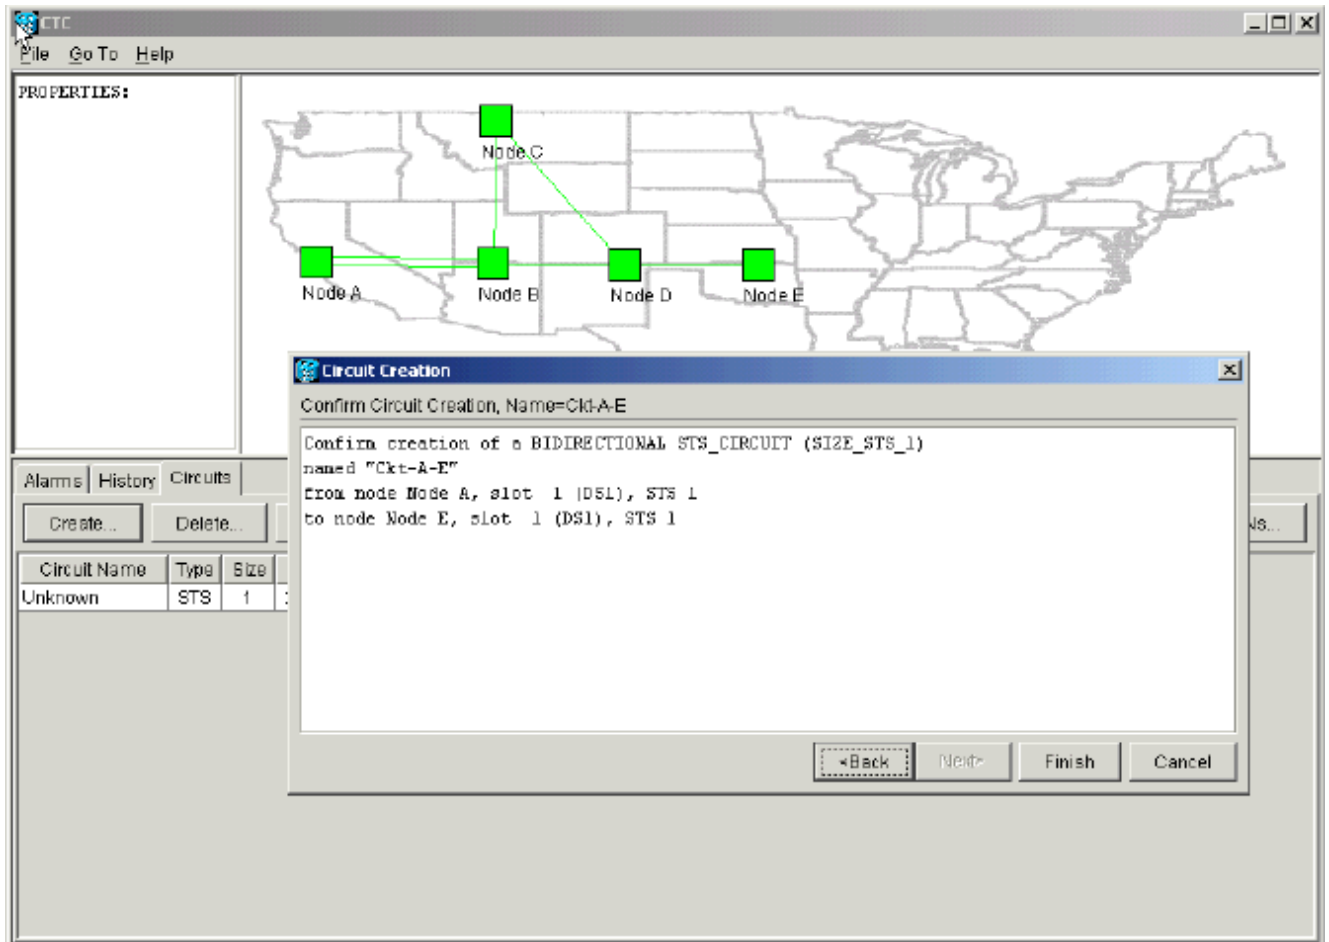 CTC
File Go To Help
PROPERTIES:
Node C
Node A
Node B
Node D
Node E
Circuit Creation
Confirm Circuit Creation, Name=Ckt-A-E
Confirm creation of a BIDIRECTIONAL STS_CIRCUIT (SIZE_STS_1)
named "Ckt-A-E"
from node Node A, slot 1 (DS1), STS 1
to node Node E, slot 1 (DS1), STS 1
Alarms History Circuits
Create... Delete...
Circuit Name Type Size
Unknown STS 1
<Back Next> Finish Cancel